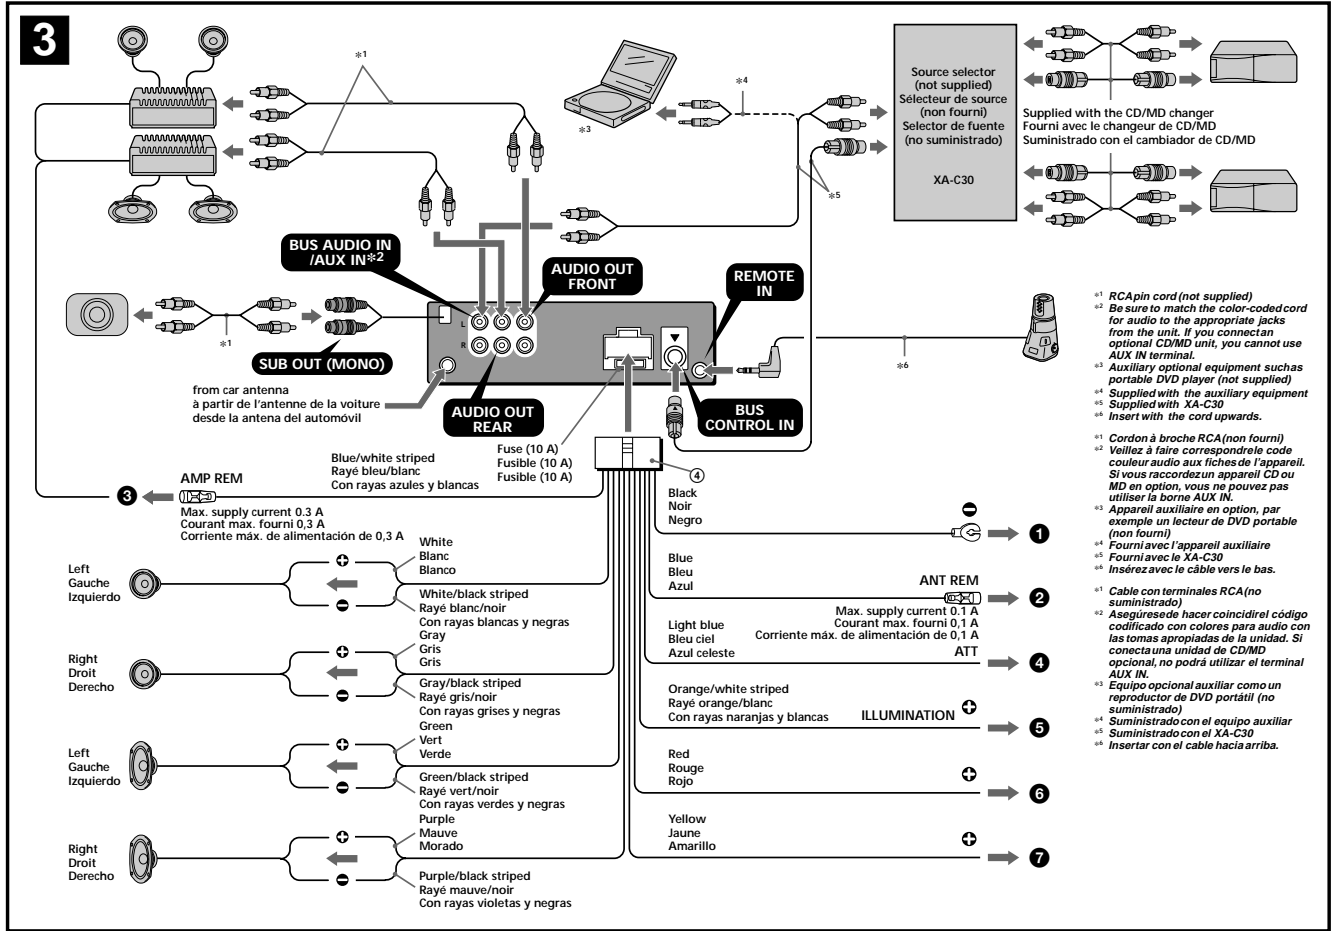 3
*1
*1
*4
*3
*5
Source selector
(not supplied)
Sélecteur de source
(non fourni)
Selector de fuente
(no suministrado)
XA-C30
Supplied with the CD/MD changer
Fourni avec le changeur de CD/MD
Suministrado con el cambiador de CD/MD
BUS AUDIO IN
/AUX IN*2
AUDIO OUT
FRONT
REMOTE
IN
L
R
*1
SUB OUT (MONO)
*6
from car antenna
à partir de l'antenne de la voiture
desde la antena del automóvil
AUDIO OUT
REAR
BUS
CONTROL IN
Fuse (10 A)
Fusible (10 A)
Fusible (10 A)
4
Blue/white striped
Rayé bleu/blanc
Con rayas azules y blancas
3
AMP REM
Max. supply current 0.3 A
Courant max. fourni 0,3 A
Corriente máx. de alimentación de 0,3 A
Left
Gauche
Izquierdo
White
Blanc
Blanco
White/black striped
Rayé blanc/noir
Con rayas blancas y negras
Right
Droit
Derecho
Gray
Gris
Gris
Gray/black striped
Rayé gris/noir
Con rayas grises y negras
Left
Gauche
Izquierdo
Green
Vert
Verde
Green/black striped
Rayé vert/noir
Con rayas verdes y negras
Right
Droit
Derecho
Purple
Mauve
Morado
Purple/black striped
Rayé mauve/noir
Con rayas violetas y negras
Black
Noir
Negro
1
Blue
Bleu
Azul
ANT REM
2
Max. supply current 0.1 A
Courant max. fourni 0,1 A
Corriente máx. de alimentación de 0,1 A
Light blue
Bleu ciel
Azul celeste
ATT
4
Orange/white striped
Rayé orange/blanc
Con rayas naranjas y blancas
ILLUMINATION
5
Red
Rouge
Rojo
6
Yellow
Jaune
Amarillo
7
*1 RCA pin cord (not supplied)
*2 Be sure to match the color-coded cord
for audio to the appropriate jacks
from the unit. If you connect an
optional CD/MD unit, you cannot use
AUX IN terminal.
*3 Auxiliary optional equipment such as
portable DVD player (not supplied)
*4 Supplied with the auxiliary equipment
*5 Supplied with XA-C30
*6 Insert with the cord upwards.
*1 Cordon à broche RCA (non fourni)
*2 Veillez à faire correspondre le code
couleur audio aux fiches de l'appareil.
Si vous raccordez un appareil CD ou
MD en option, vous ne pouvez pas
utiliser la borne AUX IN.
*3 Appareil auxiliaire en option, par
exemple un lecteur de DVD portable
(non fourni)
*4 Fourni avec l'appareil auxiliaire
*5 Fourni avec le XA-C30
*6 Insérez avec le câble vers le bas.
*1 Cable con terminales RCA (no
suministrado)
*2 Asegúrese de hacer coincidir el código
codificado con colores para audio con
las tomas apropiadas de la unidad. Si
conecta una unidad de CD/MD
opcional, no podrá utilizar el terminal
AUX IN.
*3 Equipo opcional auxiliar como un
reproductor de DVD portátil (no
suministrado)
*4 Suministrado con el equipo auxiliar
*5 Suministrado con el XA-C30
*6 Insertar con el cable hacia arriba.